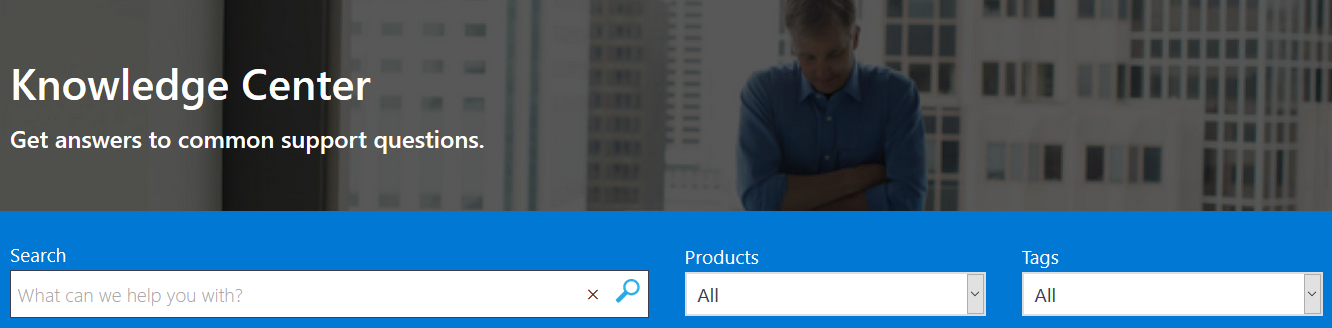 Knowledge Center
Get answers to common support questions.
Search
Products
Tags
What can we help you with?
All
All